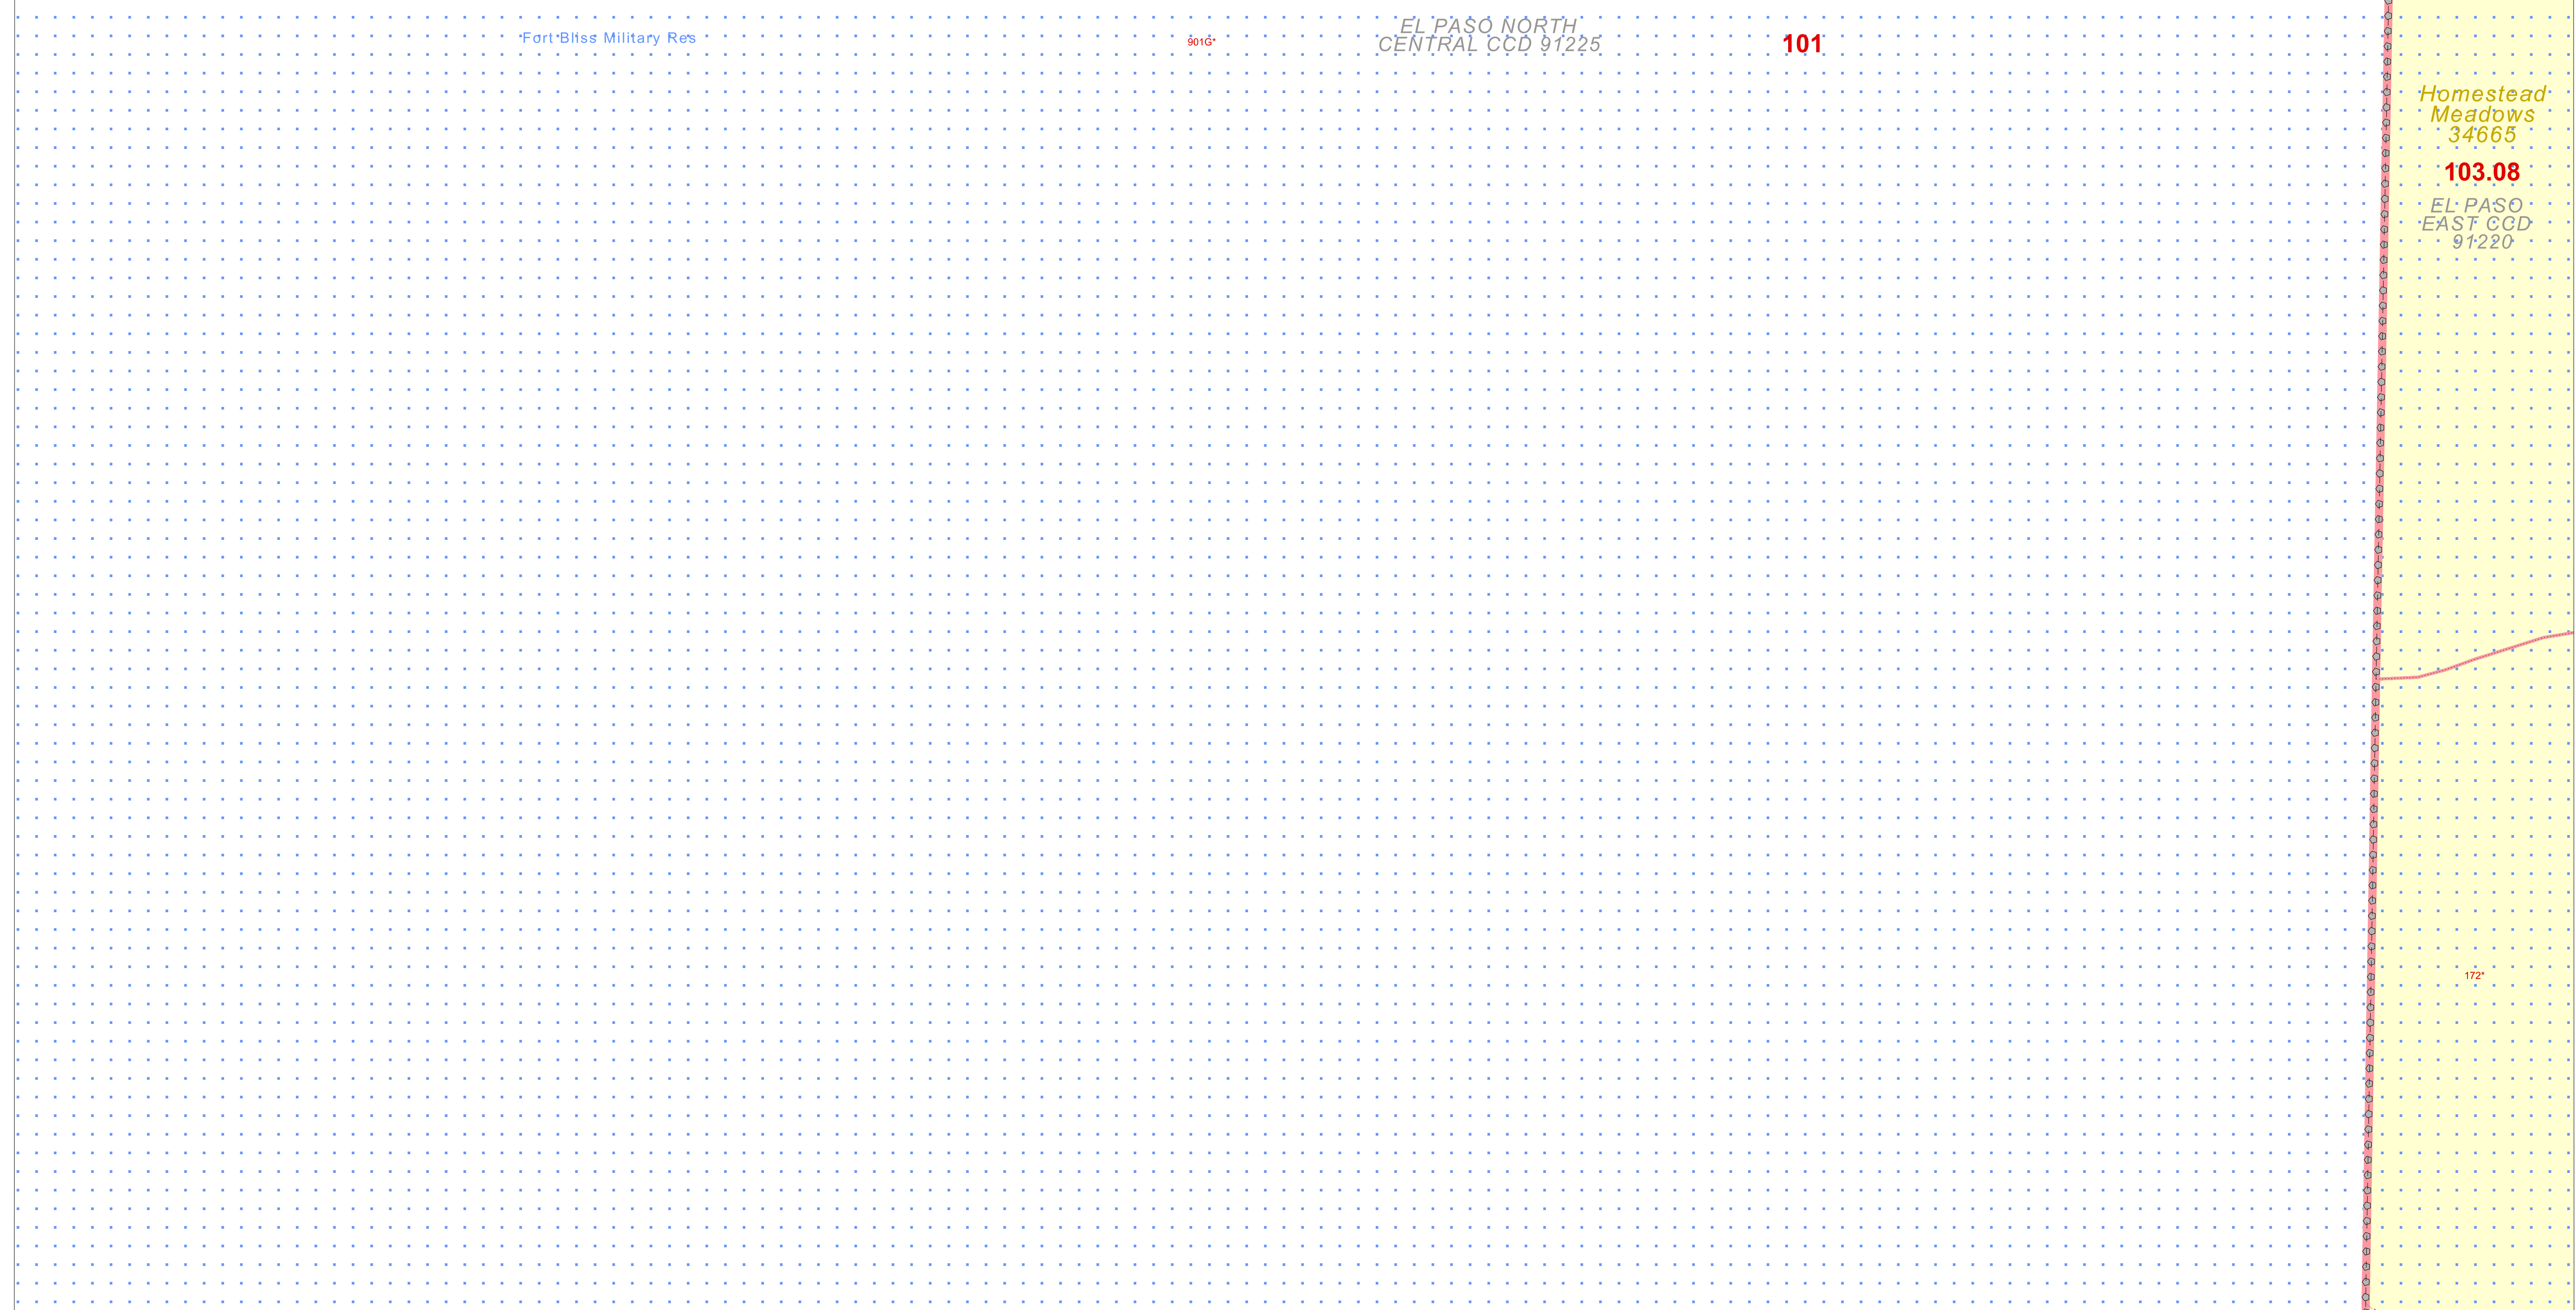 Fort Bliss Military Res
901G*
EL PASO NORTH
CENTRAL CCD 91225
101
Homestead
Meadows
34665
103.08
EL PASO
EAST CCD
91220
172*